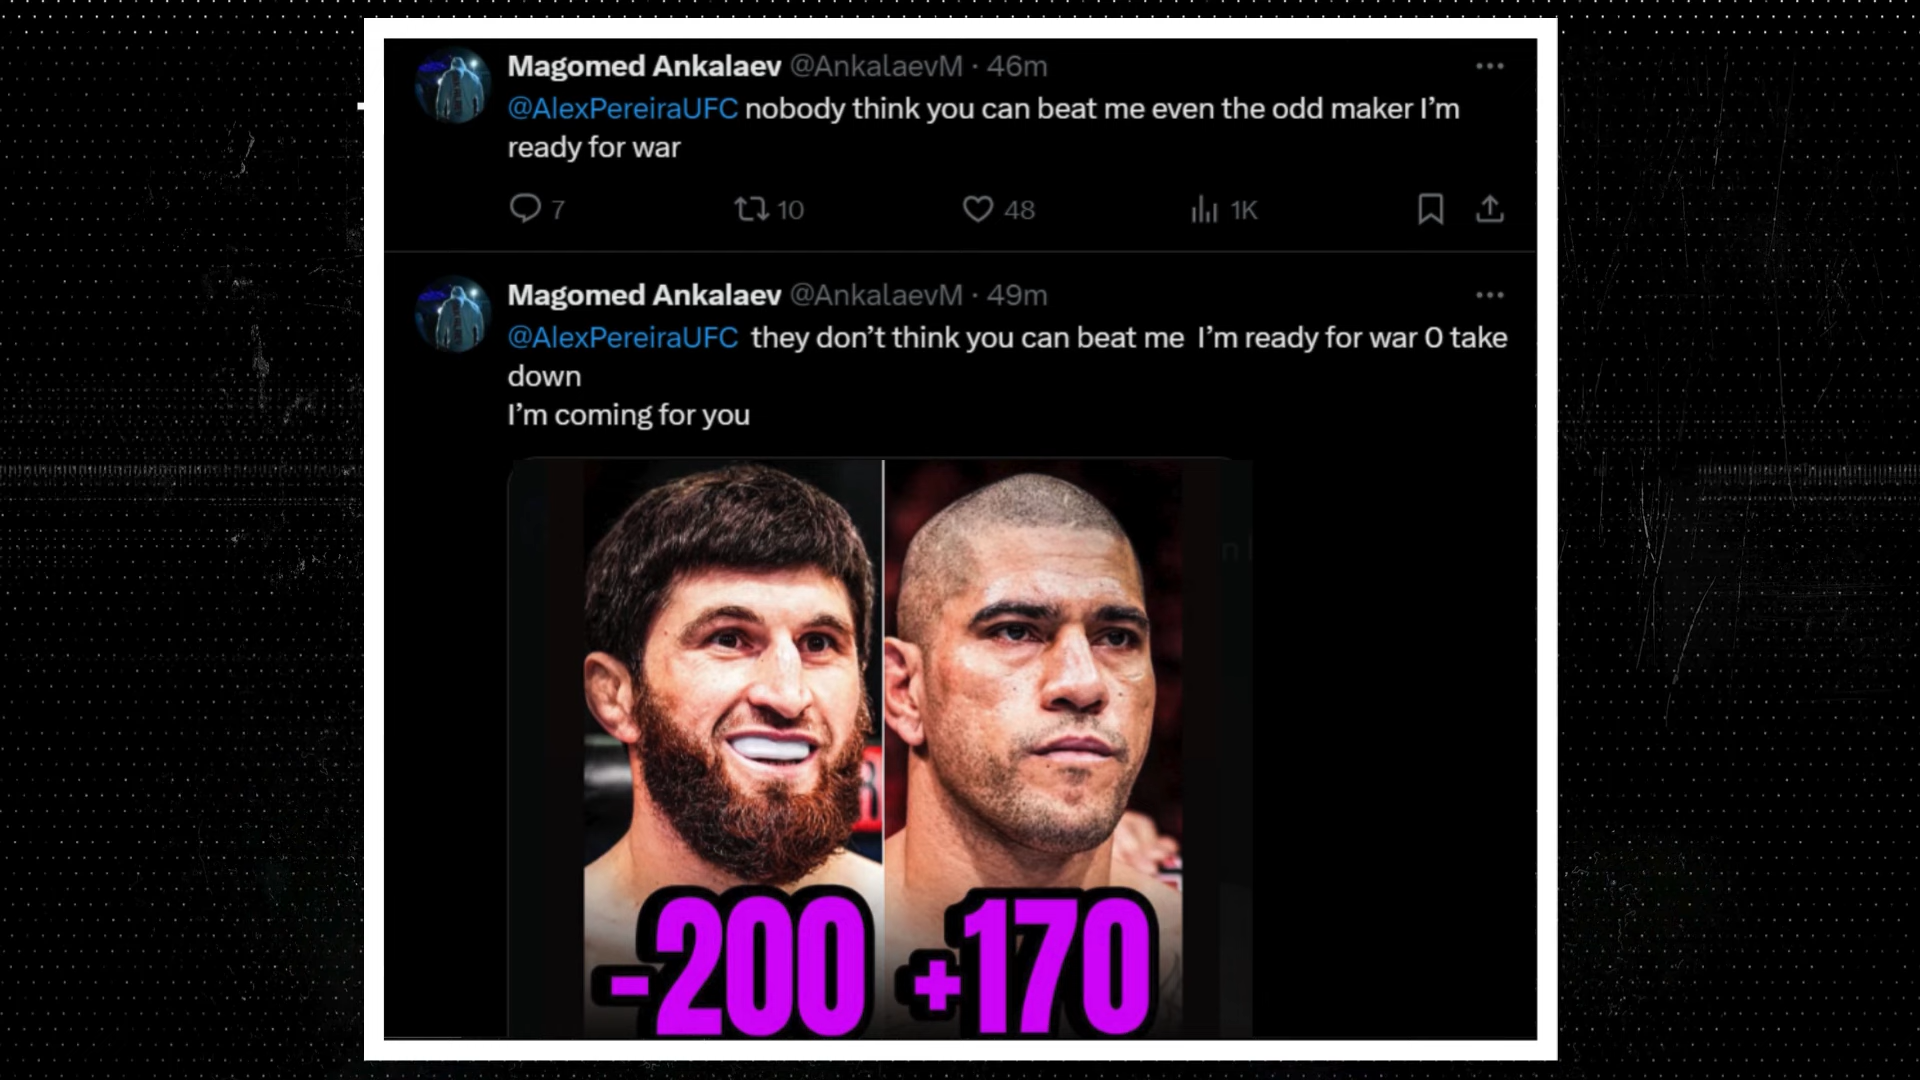 Magomed Ankalaev @AnkalaevM · 46m
@AlexPereiraUFC nobody think you can beat me even the odd maker I’m
ready for war
7 10 48 1K
Magomed Ankalaev @AnkalaevM · 49m
@AlexPereiraUFC they don’t think you can beat me I’m ready for war 0 take
down
I’m coming for you
-200 +170